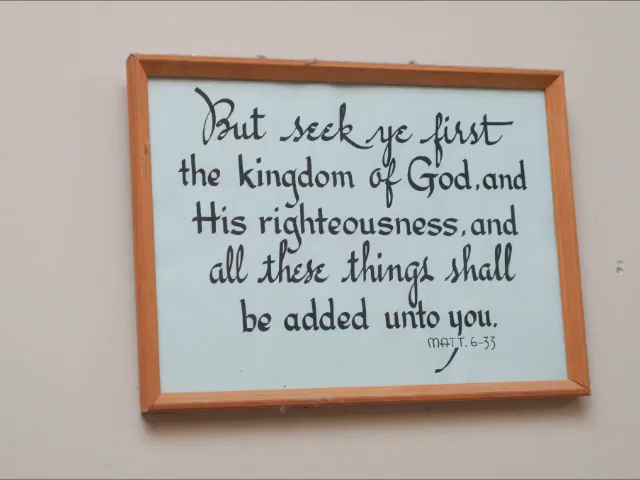 But seek ye first
the kingdom of God, and
His righteousness, and
all these things shall
be added unto you.
MATT. 6-33